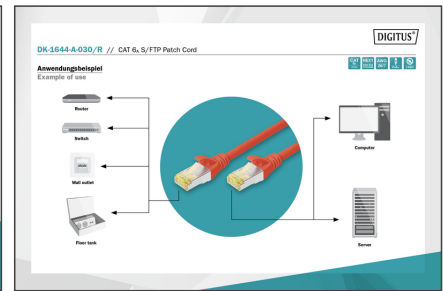 DIGITUS®
DK-1644-A-030/R // CAT 6A S/FTP Patch Cord
Anwendungsbeispiel
Example of use
Router
Switch
Wall outlet
Floor tank
Computer
Server